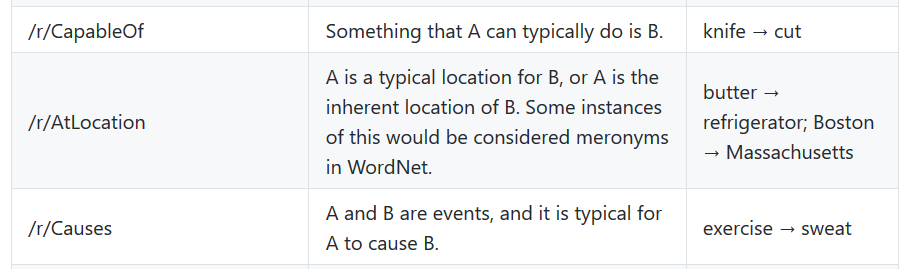 /r/CapableOf
Something that A can typically do is B.
knife → cut
/r/AtLocation
A is a typical location for B, or A is the
inherent location of B. Some instances
of this would be considered meronyms
in WordNet.
butter →
refrigerator; Boston
→ Massachusetts
/r/Causes
A and B are events, and it is typical for
A to cause B.
exercise → sweat